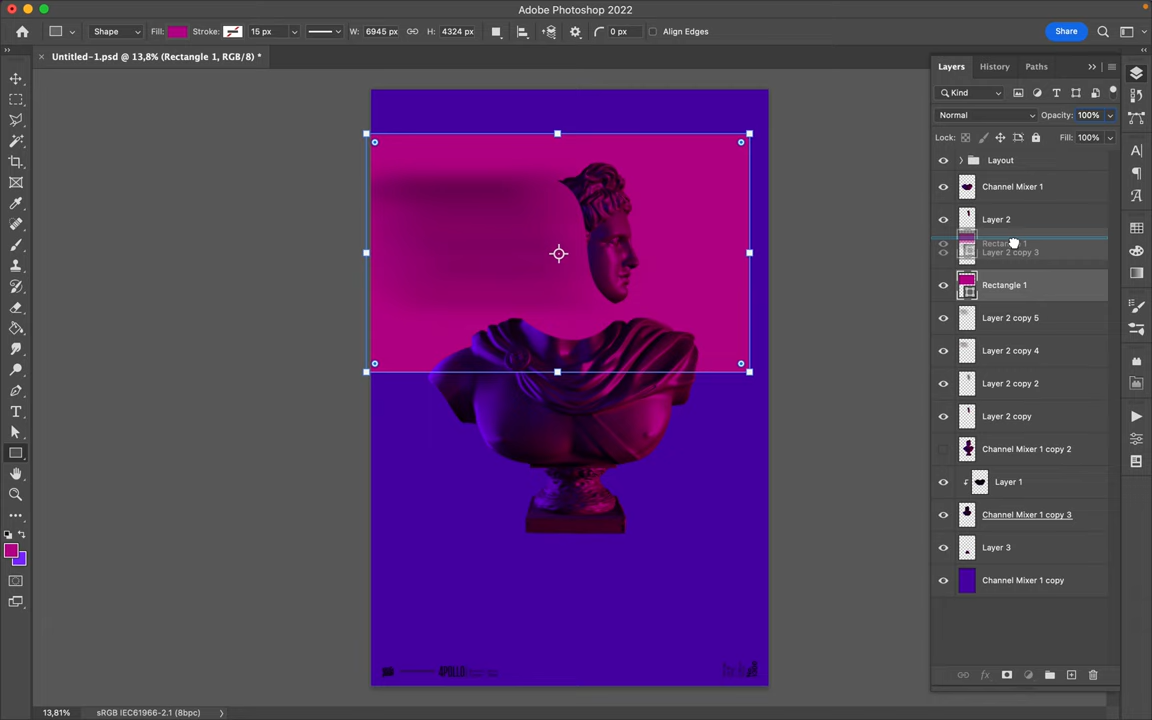 Adobe Photoshop 2022
Shape Fill: Stroke: 15 px W: 6945 px H: 4324 px 0 px Align Edges Share
× Untitled-1.psd @ 13,8% (Rectangle 1, RGB/8) *
Layers History Paths
Kind
Normal Opacity: 100%
Lock: Fill: 100%
Layout
Channel Mixer 1
Layer 2
Rectangle 1
Layer 2 copy 3
Rectangle 1
Layer 2 copy 5
Layer 2 copy 4
Layer 2 copy 2
Layer 2 copy
Channel Mixer 1 copy 2
Layer 1
Channel Mixer 1 copy 3
Layer 3
Channel Mixer 1 copy
APOLLO
13,81% sRGB IEC61966-2.1 (8bpc)